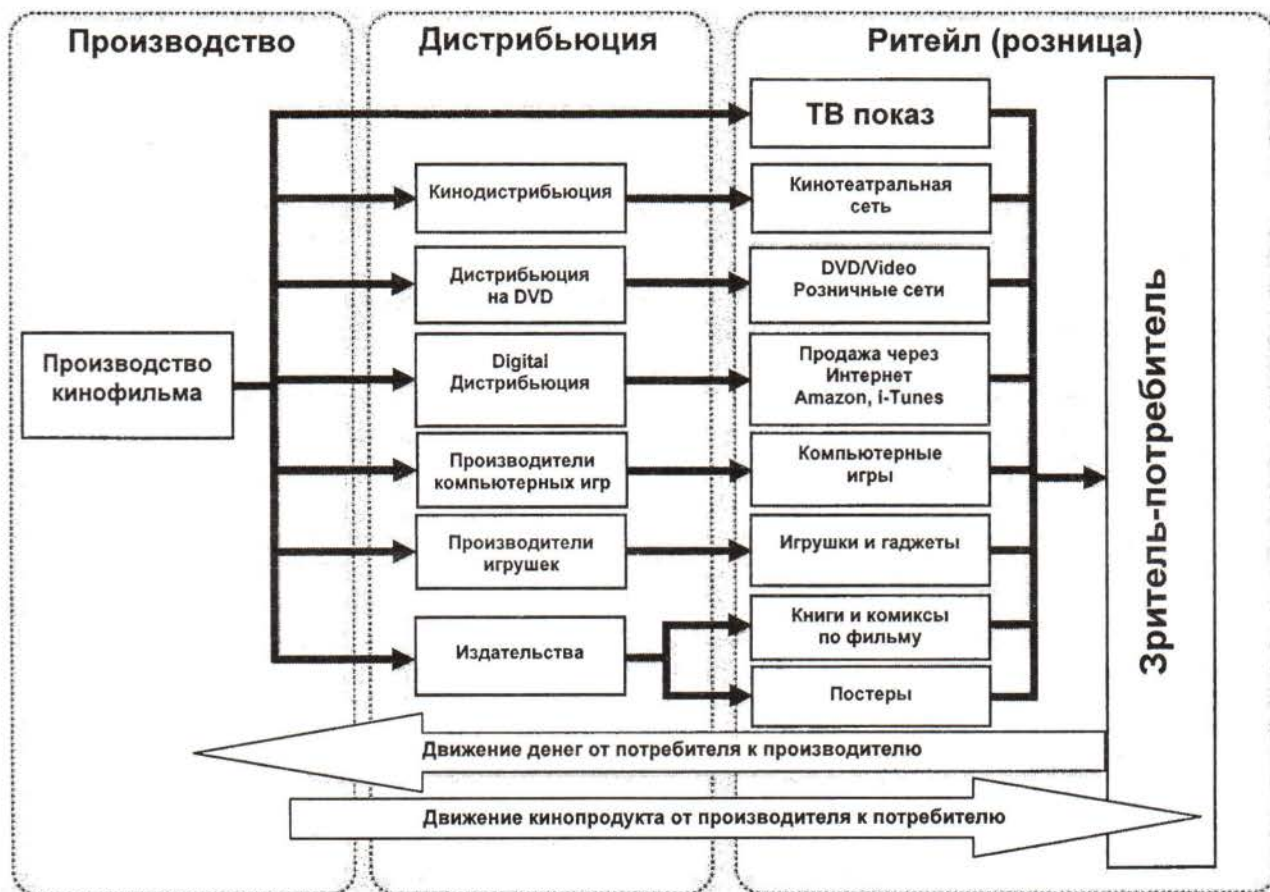 Производство
Дистрибьюция
Ритейл (розница)
ТВ показ
Кинодистрибьюция
Кинотеатральная
сеть
Дистрибьюция
на DVD
DVD/Video
Розничные сети
Производство
кинофильма
Digital
Дистрибьюция
Продажа через
Интернет
Amazon, i-Tunes
Производители
компьютерных игр
Компьютерные
игры
Производители
игрушек
Игрушки и гаджеты
Издательства
Книги и комиксы
по фильму
Постеры
Зритель-потребитель
Движение денег от потребителя к производителю
Движение кинопродукта от производителя к потребителю